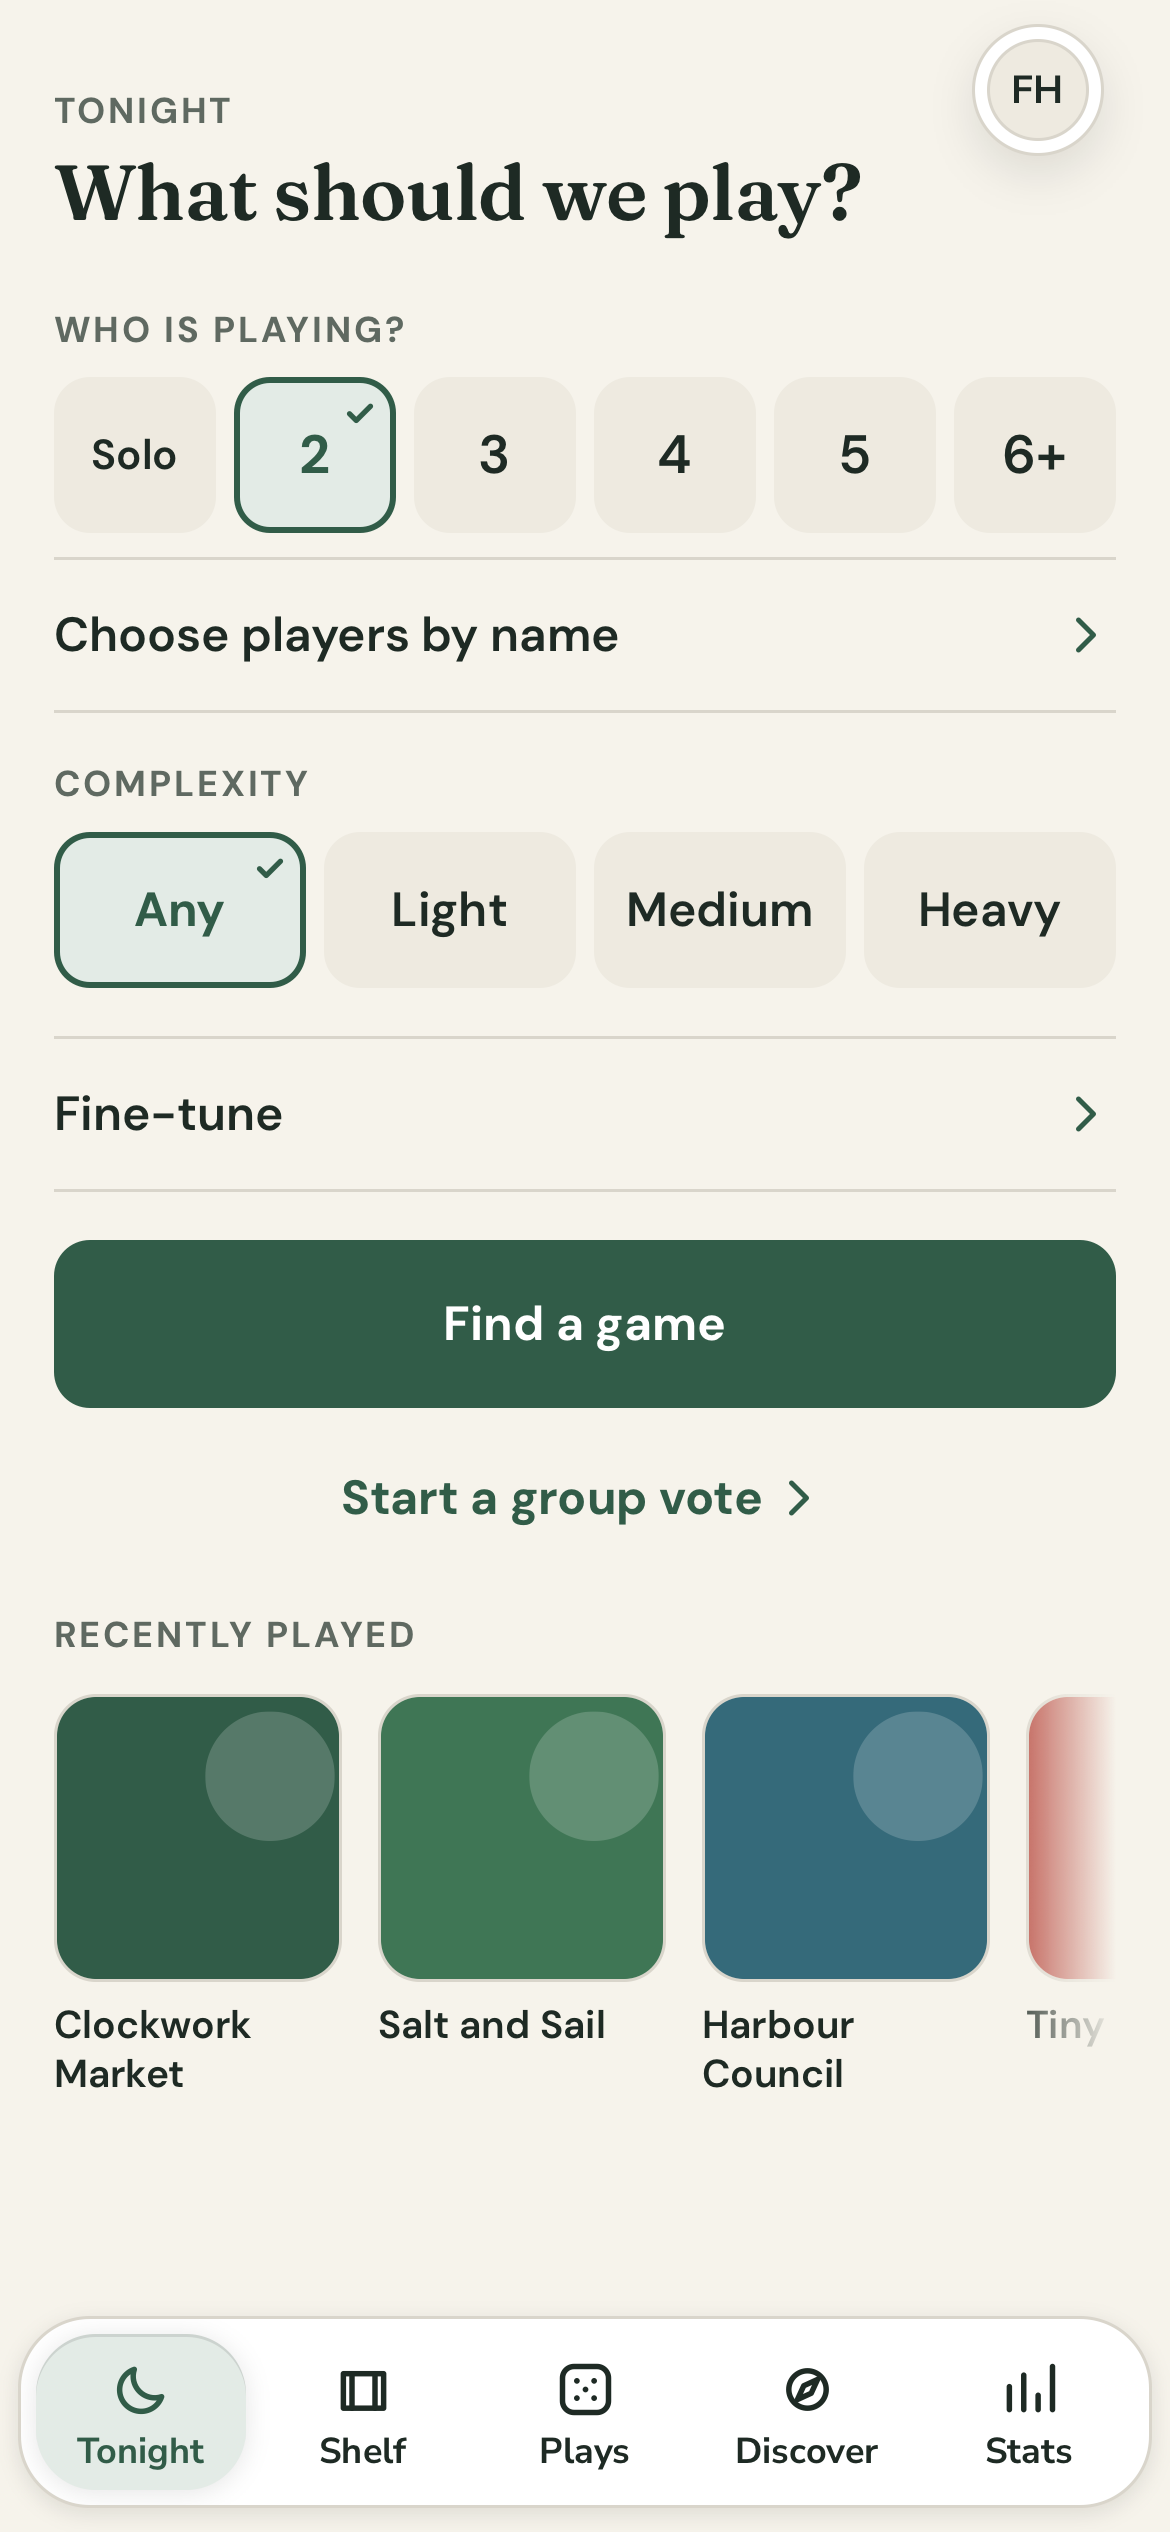 FH
TONIGHT
What should we play?
WHO IS PLAYING?
Solo
2
3
4
5
6+
Choose players by name
COMPLEXITY
Any
Light
Medium
Heavy
Fine-tune
Find a game
Start a group vote
RECENTLY PLAYED
Clockwork
Market
Salt and Sail
Harbour
Council
Tiny
Tonight
Shelf
Plays
Discover
Stats